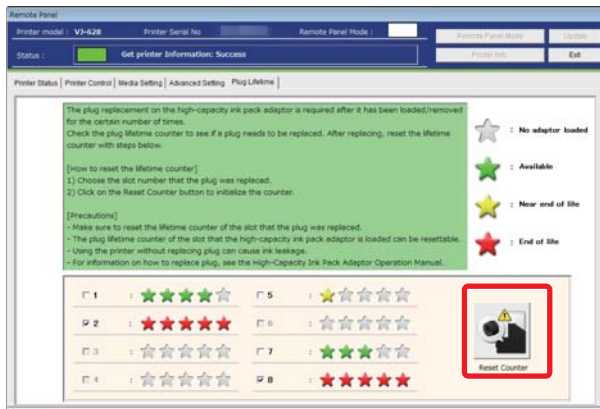 Remote Panel
Printer model : VJ-628 Printer Serial No Remote Panel Mode :
Remote Panel Mode Update
Status : Get printer Information: Success
Printer Info. Exit
Printer Status Printer Control Media Setting Advanced Setting Plug Lifetime
The plug replacement on the high-capacity ink pack adaptor is required after it has been loaded/removed
for the certain number of times.
Check the plug lifetime counter to see if a plug needs to be replaced. After replacing, reset the lifetime
counter with steps below.
[How to reset the lifetime counter]
1) Choose the slot number that the plug was replaced.
2) Click on the Reset Counter button to initialize the counter.
[Precautions]
- Make sure to reset the lifetime counter of the slot that the plug was replaced.
- The plug lifetime counter of the slot that the high-capacity ink pack adaptor is loaded can be resettable.
- Using the printer without replacing plug can cause ink leakage.
- For information on how to replace plug, see the High-Capacity Ink Pack Adaptor Operation Manual.
: No adaptor loaded
: Available
: Near end of life
: End of life
1 : 5 :
2 : 6 :
3 : 7 :
4 : 8 :
Reset Counter